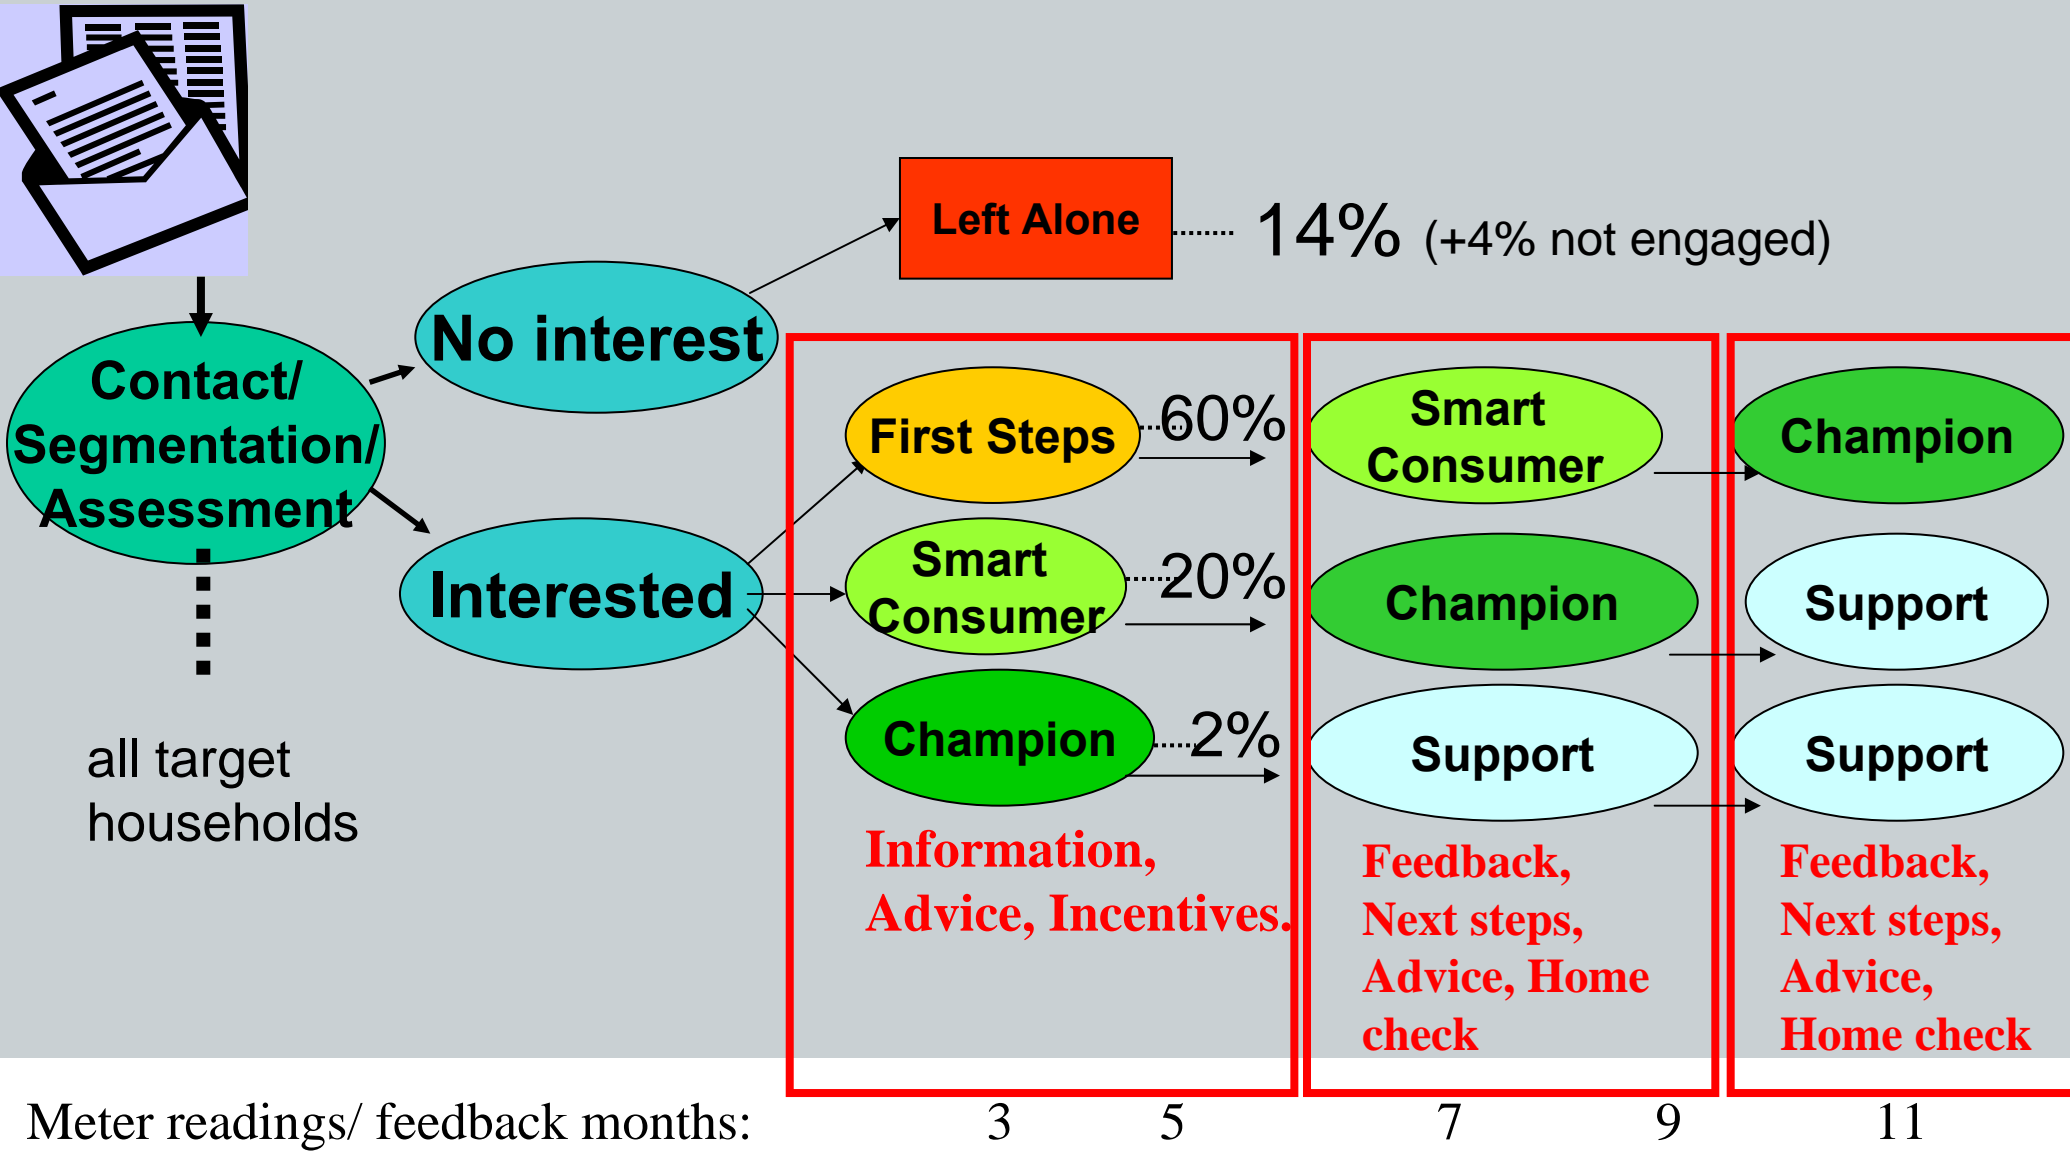 Left Alone
14% (+4% not engaged)
No interest
Contact/
Segmentation/
Assessment
Interested
all target
households
First Steps
60%
Smart
Consumer
20%
Champion
2%
Information,
Advice, Incentives.
Smart
Consumer
Champion
Support
Feedback,
Next steps,
Advice, Home
check
Champion
Support
Support
Feedback,
Next steps,
Advice,
Home check
Meter readings/ feedback months: 3 5 7 9 11